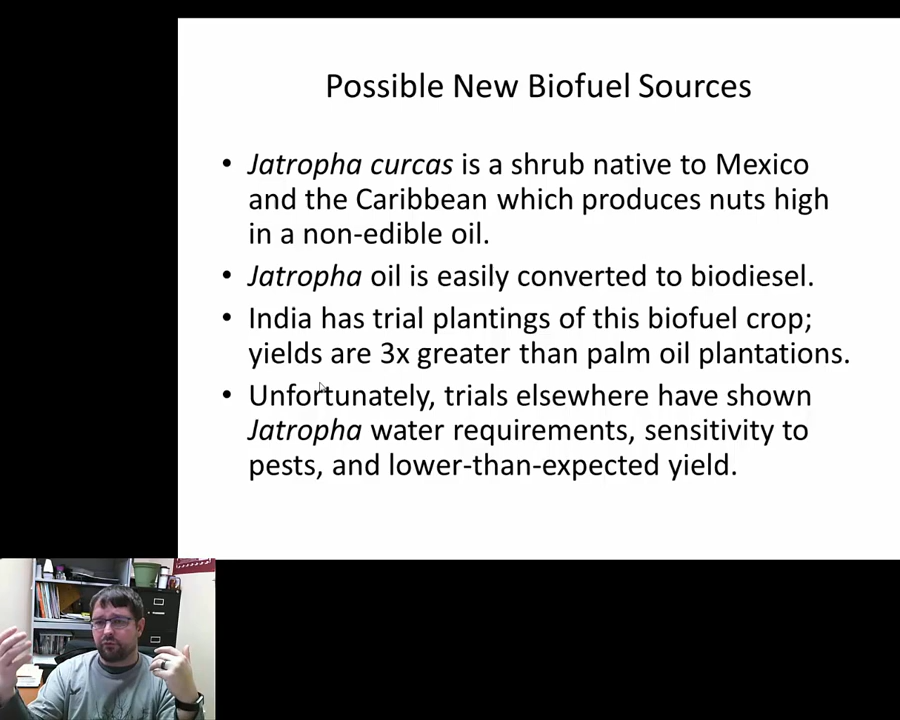 Possible New Biofuel Sources
• Jatropha curcas is a shrub native to Mexico
and the Caribbean which produces nuts high
in a non-edible oil.
• Jatropha oil is easily converted to biodiesel.
• India has trial plantings of this biofuel crop;
yields are 3x greater than palm oil plantations.
• Unfortunately, trials elsewhere have shown
Jatropha water requirements, sensitivity to
pests, and lower-than-expected yield.